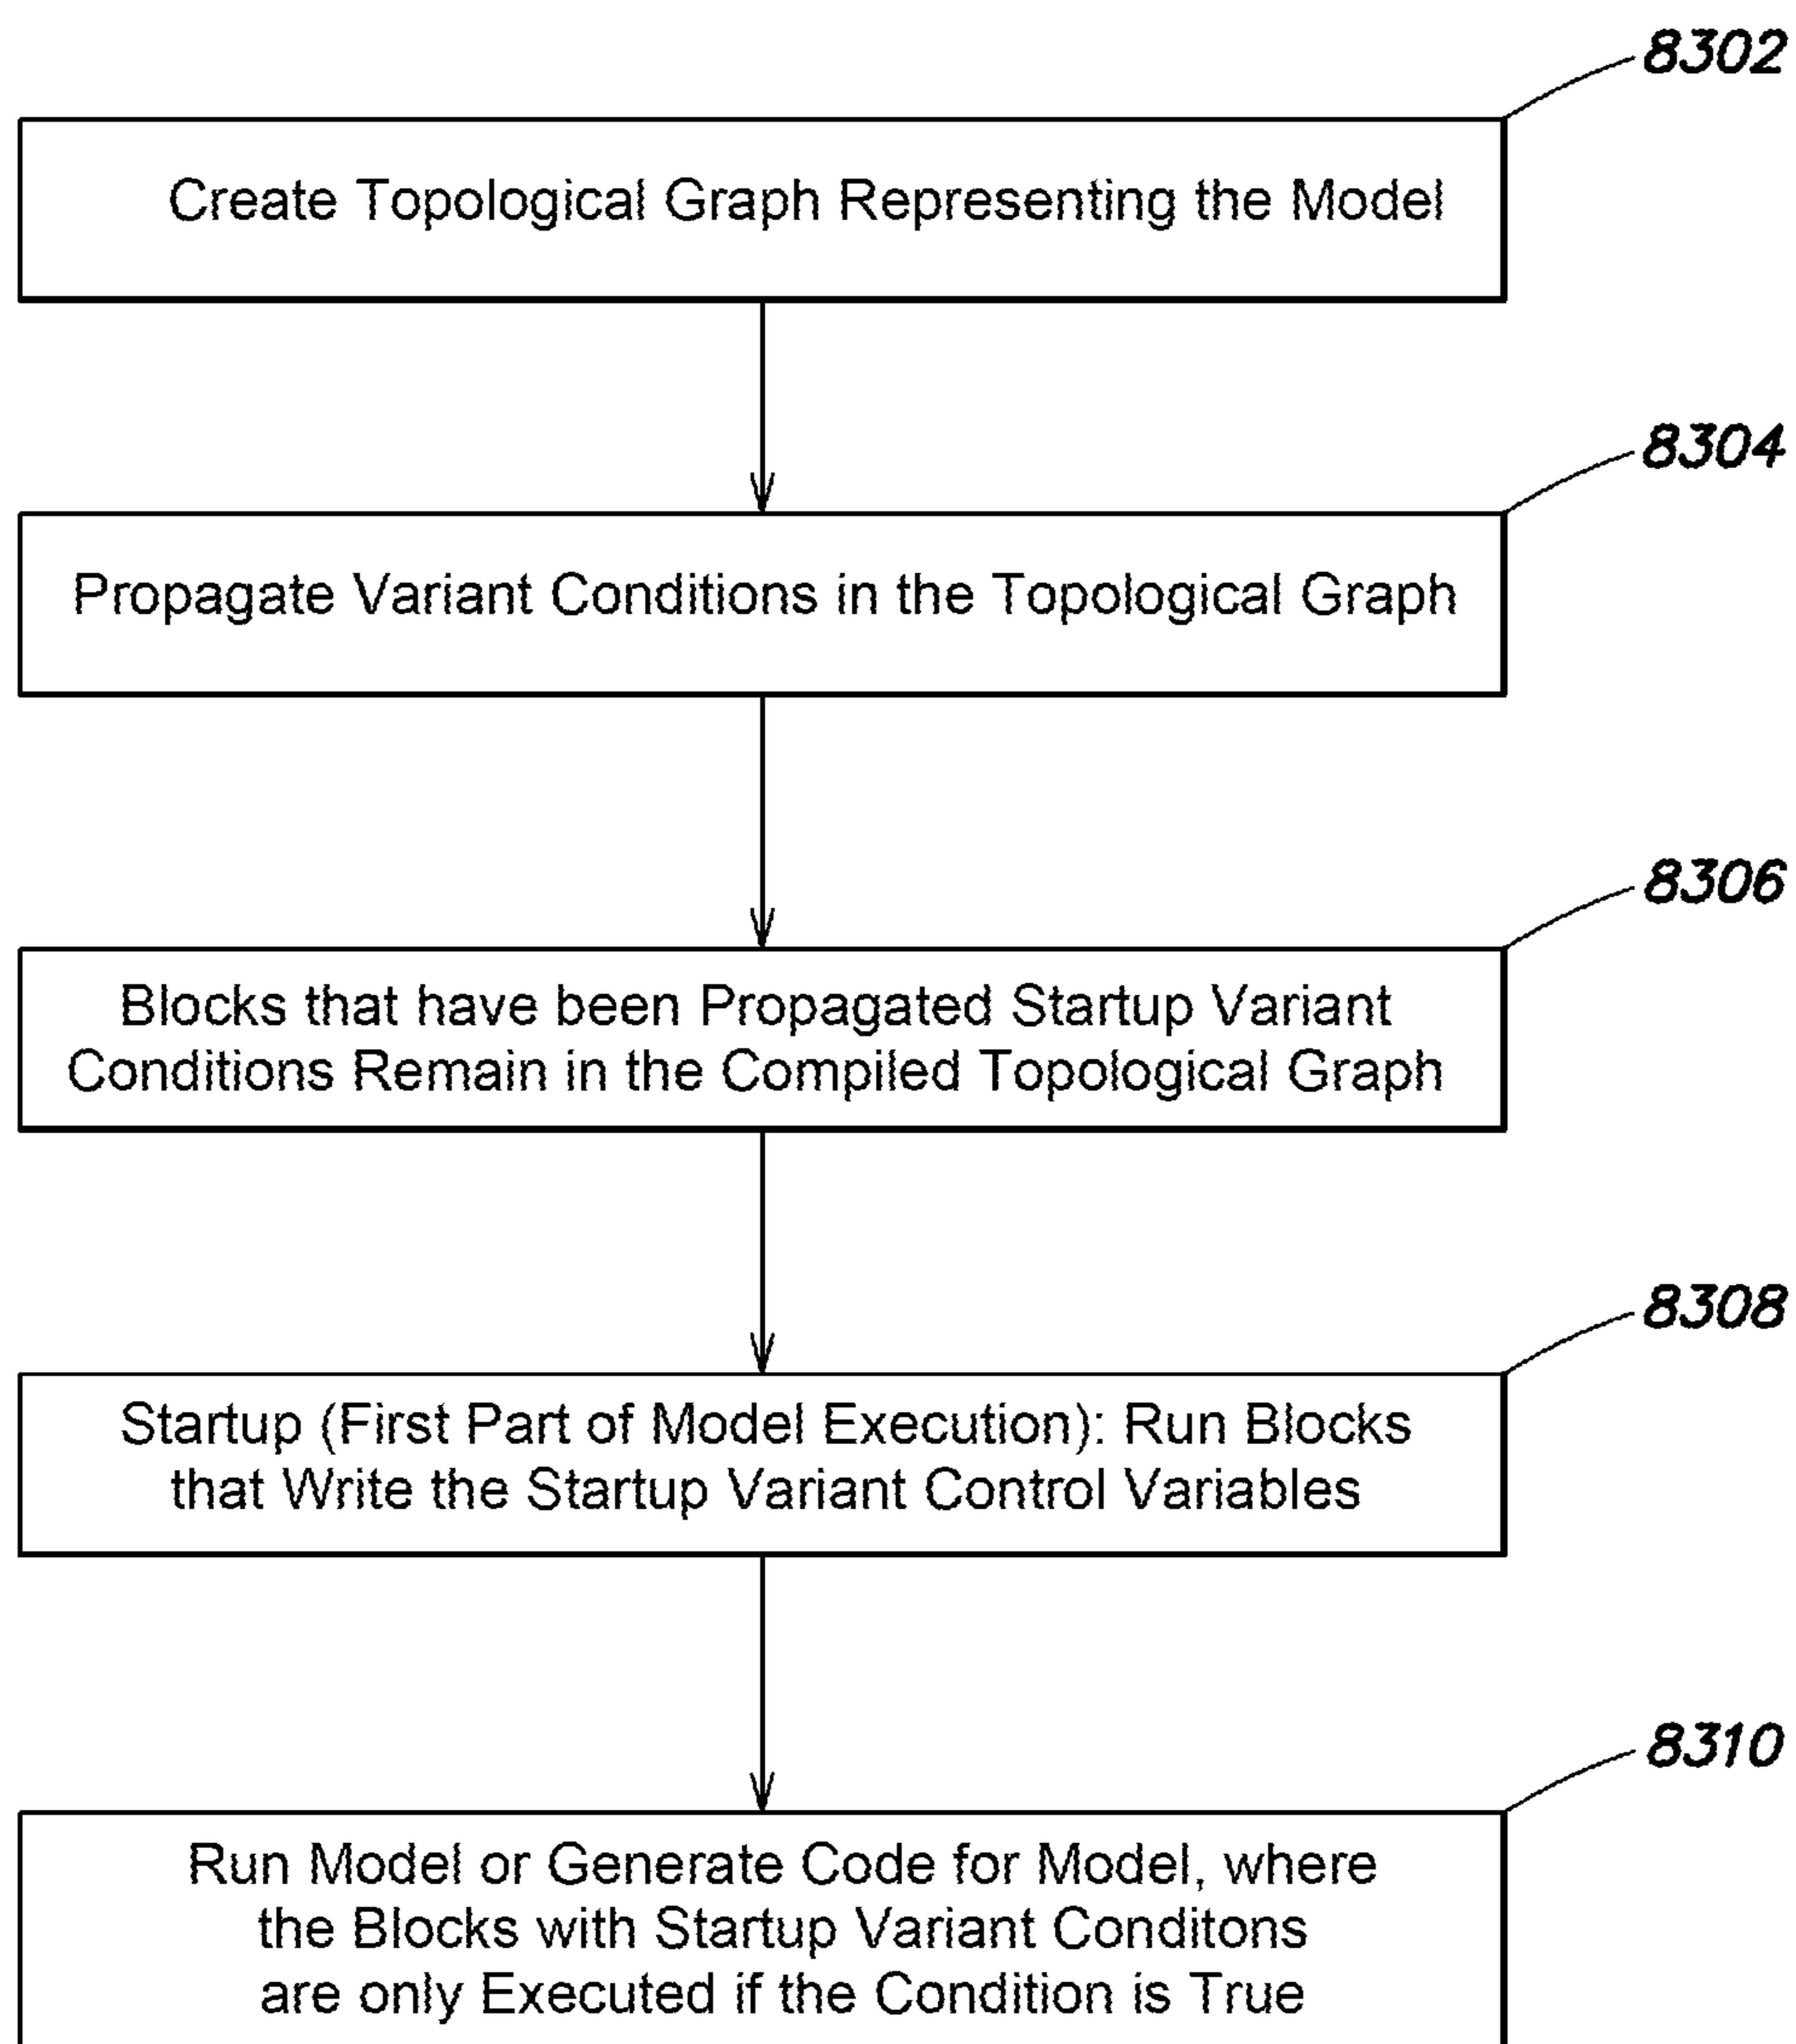 8302
Create Topological Graph Representing the Model
8304
Propagate Variant Conditions in the Topological Graph
8306
Blocks that have been Propagated Startup Variant
Conditions Remain in the Compiled Topological Graph
8308
Startup (First Part of Model Execution): Run Blocks
that Write the Startup Variant Control Variables
8310
Run Model or Generate Code for Model, where
the Blocks with Startup Variant Conditons
are only Executed if the Condition is True